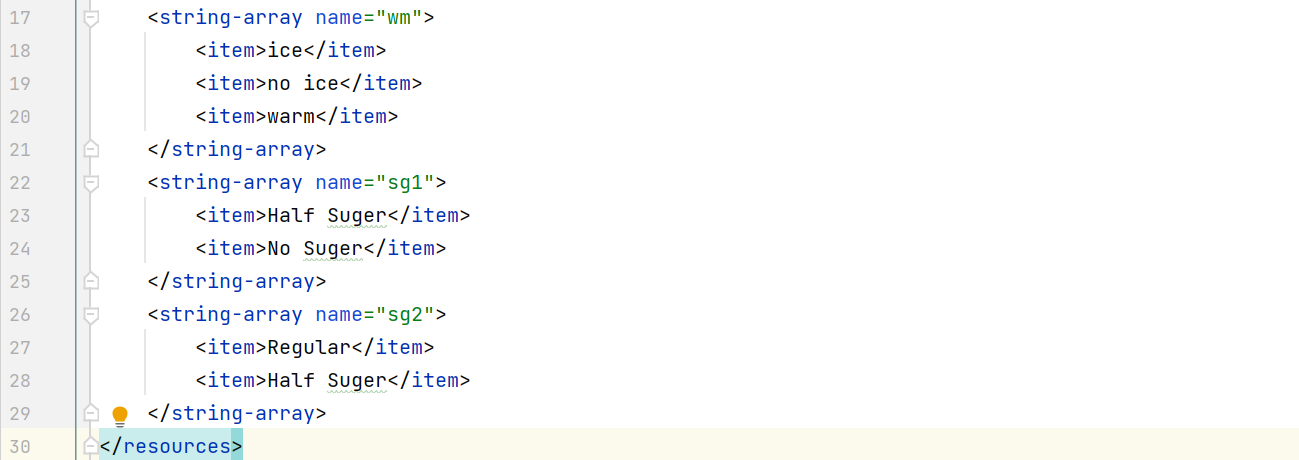 17 <string-array name="wm">
18 <item>ice</item>
19 <item>no ice</item>
20 <item>warm</item>
21 </string-array>
22 <string-array name="sg1">
23 <item>Half Suger</item>
24 <item>No Suger</item>
25 </string-array>
26 <string-array name="sg2">
27 <item>Regular</item>
28 <item>Half Suger</item>
29 </string-array>
30 </resources>